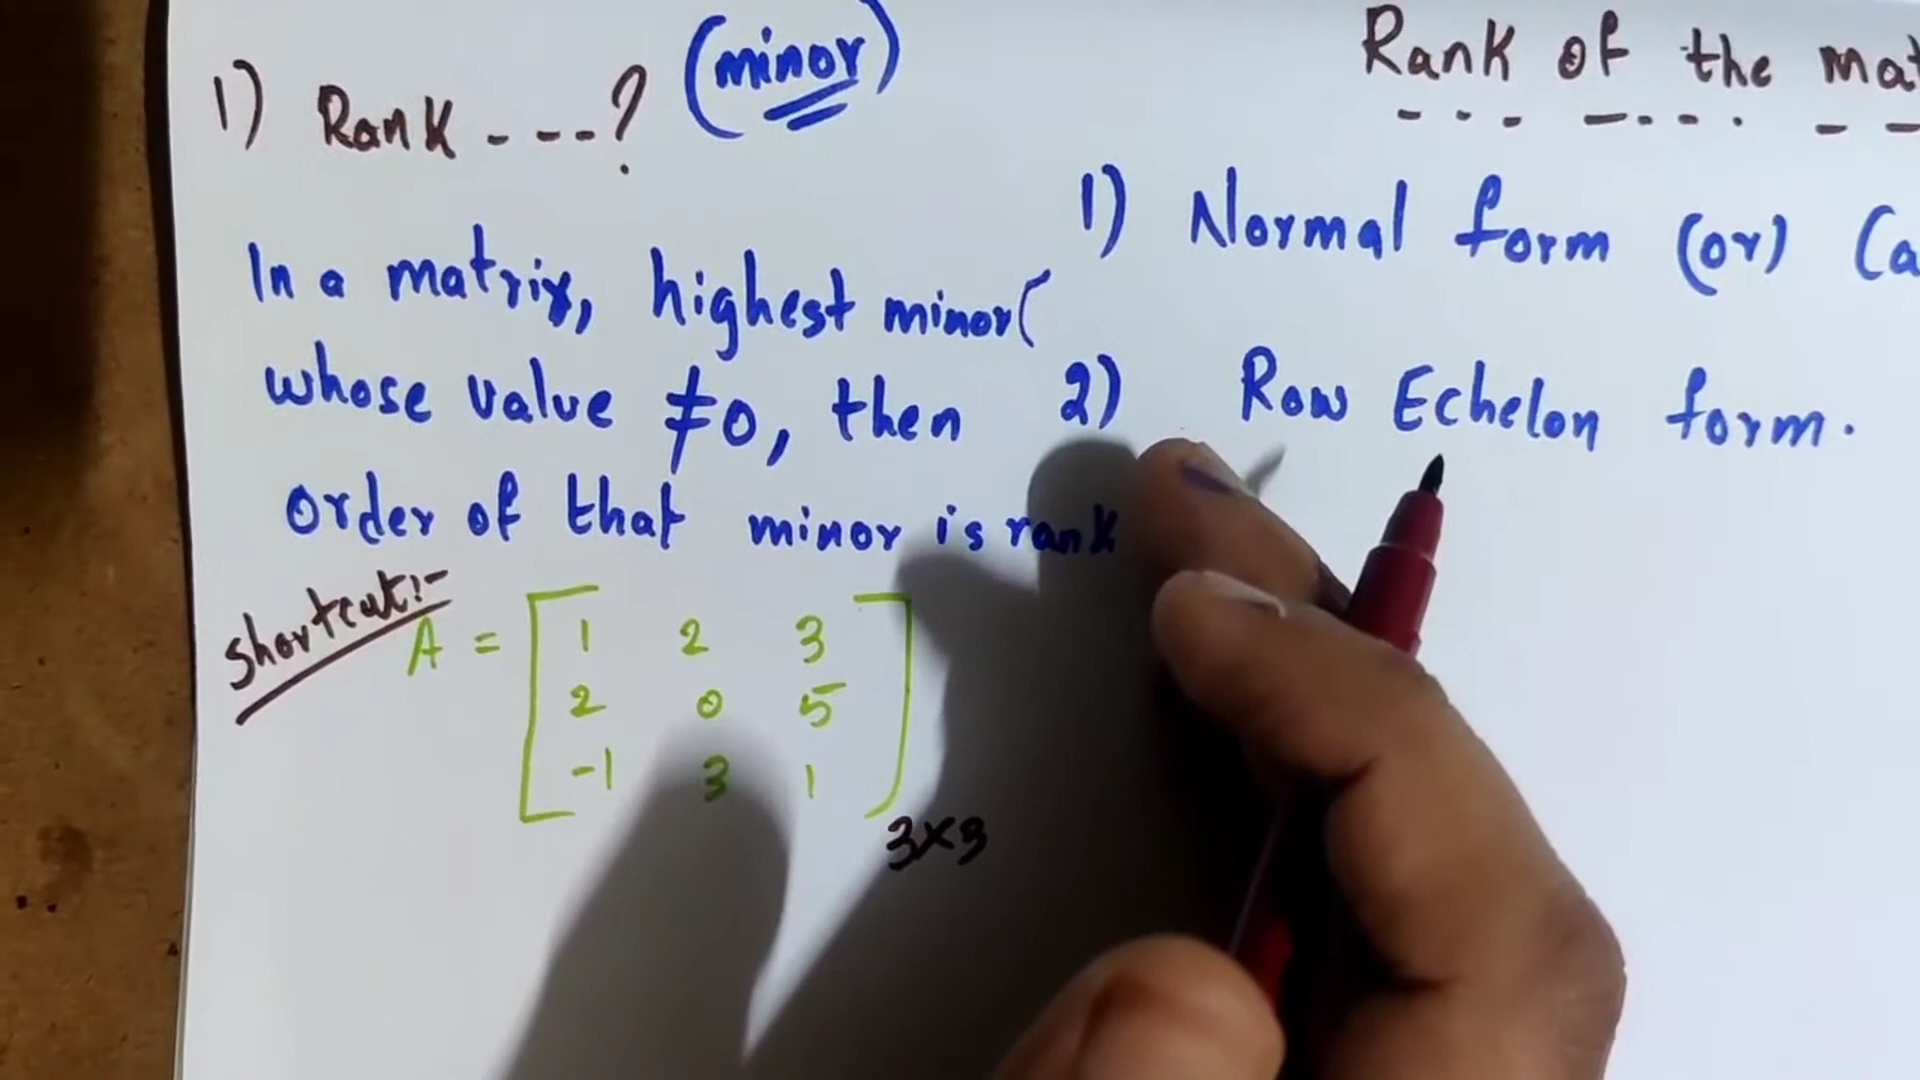 1) Rank - - - ? (minor)
In a matrix, highest minor(
whose value ≠0, then
order of that minor is rank
Shortcut:-
A = [ 1 2 3
2 0 5
-1 3 1 ] 3×3
Rank of the mat
1) Normal form (or) (a
2) Row Echelon form.